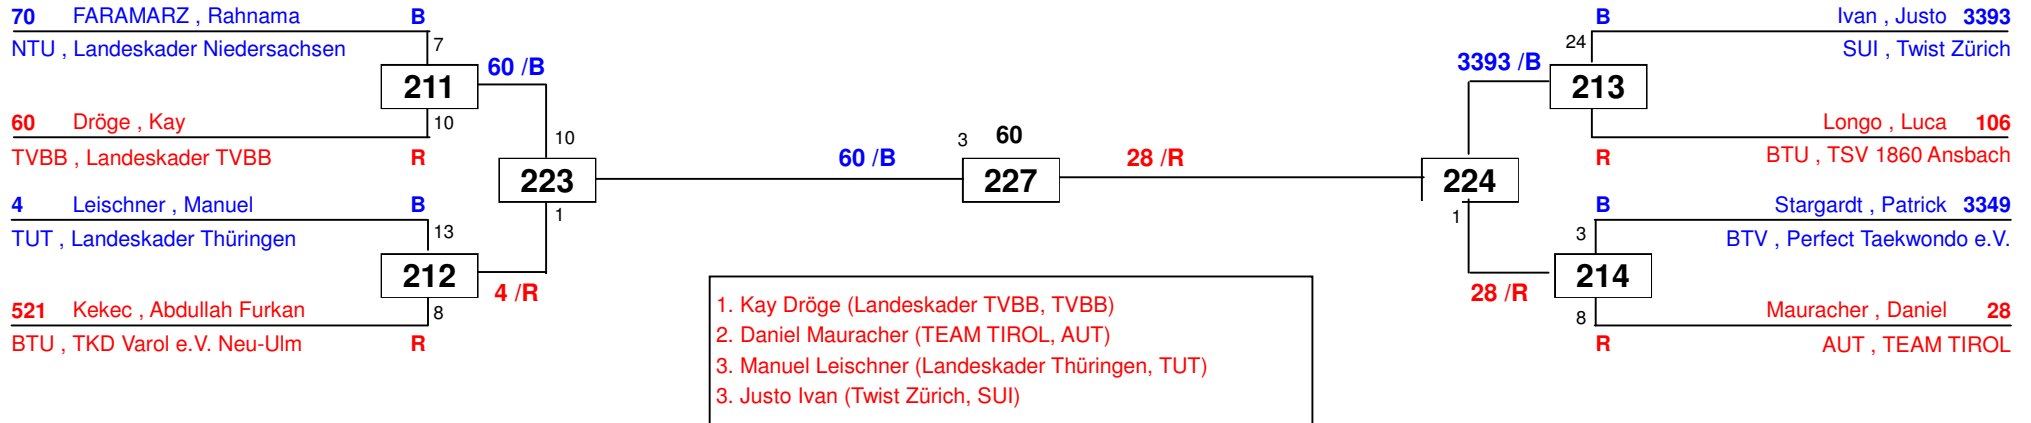 70 FARAMARZ , Rahnama B
NTU , Landeskader Niedersachsen
7
211
60 /B
10
60 Dröge , Kay
TVBB , Landeskader TVBB R
4 Leischner , Manuel B
TUT , Landeskader Thüringen
13
212
4 /R
8
521 Kekec , Abdullah Furkan
BTU , TKD Varol e.V. Neu-Ulm R
10
223
1
60 /B
3 60
227
28 /R
B Ivan , Justo 3393
SUI , Twist Zürich
24
3393 /B
213
Longo , Luca 106
R BTU , TSV 1860 Ansbach
224
1
B Stargardt , Patrick 3349
BTV , Perfect Taekwondo e.V.
3
214
28 /R
8
Mauracher , Daniel 28
R AUT , TEAM TIROL
1. Kay Dröge (Landeskader TVBB, TVBB)
2. Daniel Mauracher (TEAM TIROL, AUT)
3. Manuel Leischner (Landeskader Thüringen, TUT)
3. Justo Ivan (Twist Zürich, SUI)